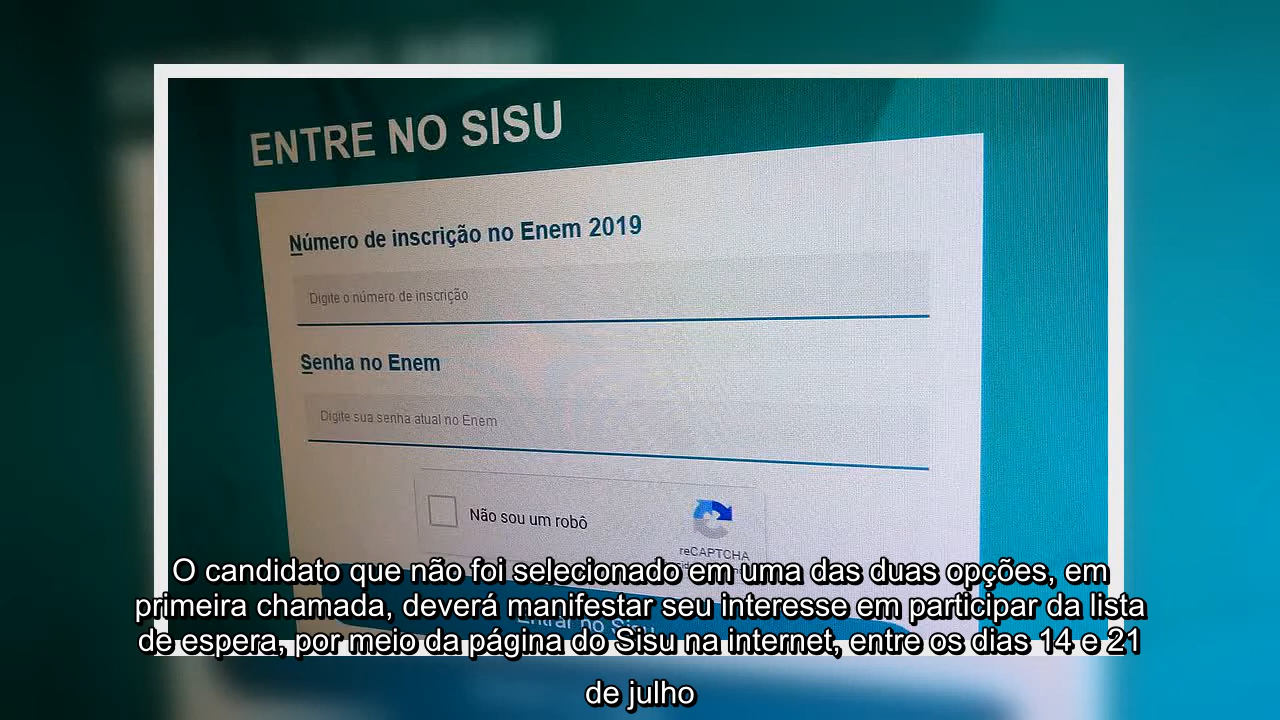 ENTRE NO SISU
Número de inscrição no Enem 2019
Digite o número de inscrição
Senha no Enem
Digite sua senha atual no Enem
Não sou um robô
reCAPTCHA
Entrar no Sisu
O candidato que não foi selecionado em uma das duas opções, em
primeira chamada, deverá manifestar seu interesse em participar da lista
de espera, por meio da página do Sisu na internet, entre os dias 14 e 21
de julho